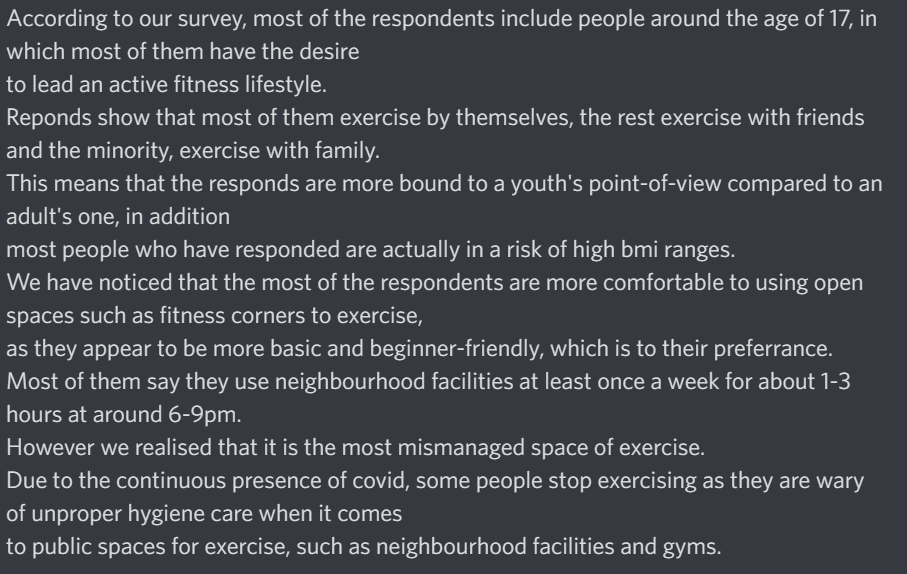 According to our survey, most of the respondents include people around the age of 17, in
which most of them have the desire
to lead an active fitness lifestyle.
Reponds show that most of them exercise by themselves, the rest exercise with friends
and the minority, exercise with family.
This means that the responds are more bound to a youth's point-of-view compared to an
adult's one, in addition
most people who have responded are actually in a risk of high bmi ranges.
We have noticed that the most of the respondents are more comfortable to using open
spaces such as fitness corners to exercise,
as they appear to be more basic and beginner-friendly, which is to their preferrance.
Most of them say they use neighbourhood facilities at least once a week for about 1-3
hours at around 6-9pm.
However we realised that it is the most mismanaged space of exercise.
Due to the continuous presence of covid, some people stop exercising as they are wary
of unproper hygiene care when it comes
to public spaces for exercise, such as neighbourhood facilities and gyms.